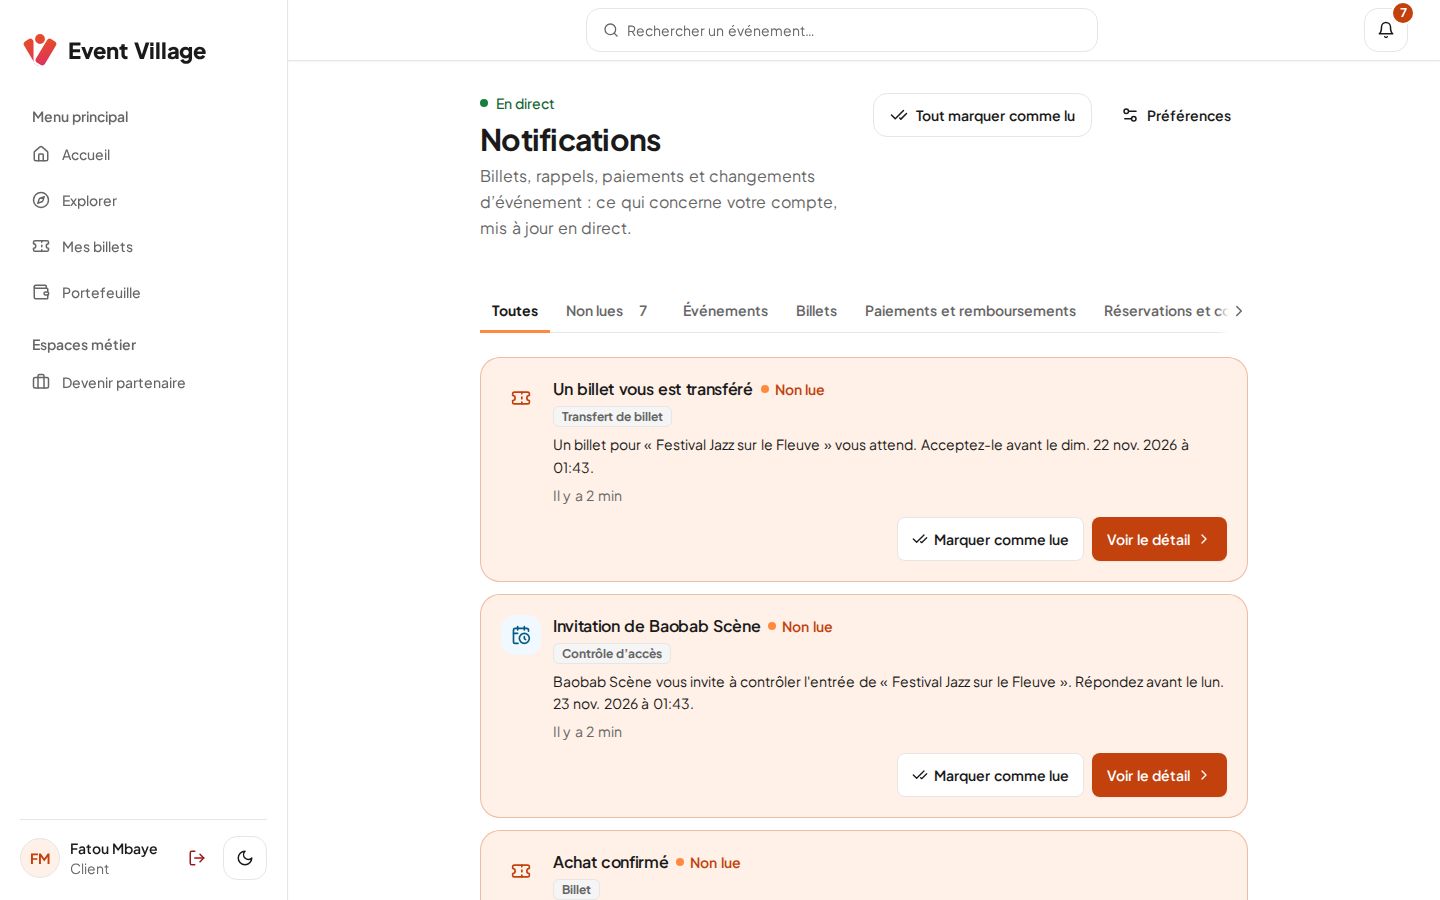 Event Village
Menu principal
Accueil
Explorer
Mes billets
Portefeuille
Espaces métier
Devenir partenaire
FM
Fatou Mbaye
Client
Rechercher un événement…
7
En direct
Notifications
Billets, rappels, paiements et changements
d’événement : ce qui concerne votre compte,
mis à jour en direct.
Tout marquer comme lu
Préférences
Toutes
Non lues 7
Événements
Billets
Paiements et remboursements
Réservations et
Un billet vous est transféré
Non lue
Transfert de billet
Un billet pour « Festival Jazz sur le Fleuve » vous attend. Acceptez-le avant le dim. 22 nov. 2026 à
01:43.
Il y a 2 min
Marquer comme lue
Voir le détail
Invitation de Baobab Scène
Non lue
Contrôle d’accès
Baobab Scène vous invite à contrôler l'entrée de « Festival Jazz sur le Fleuve ». Répondez avant le lun.
23 nov. 2026 à 01:43.
Il y a 2 min
Marquer comme lue
Voir le détail
Achat confirmé
Non lue
Billet